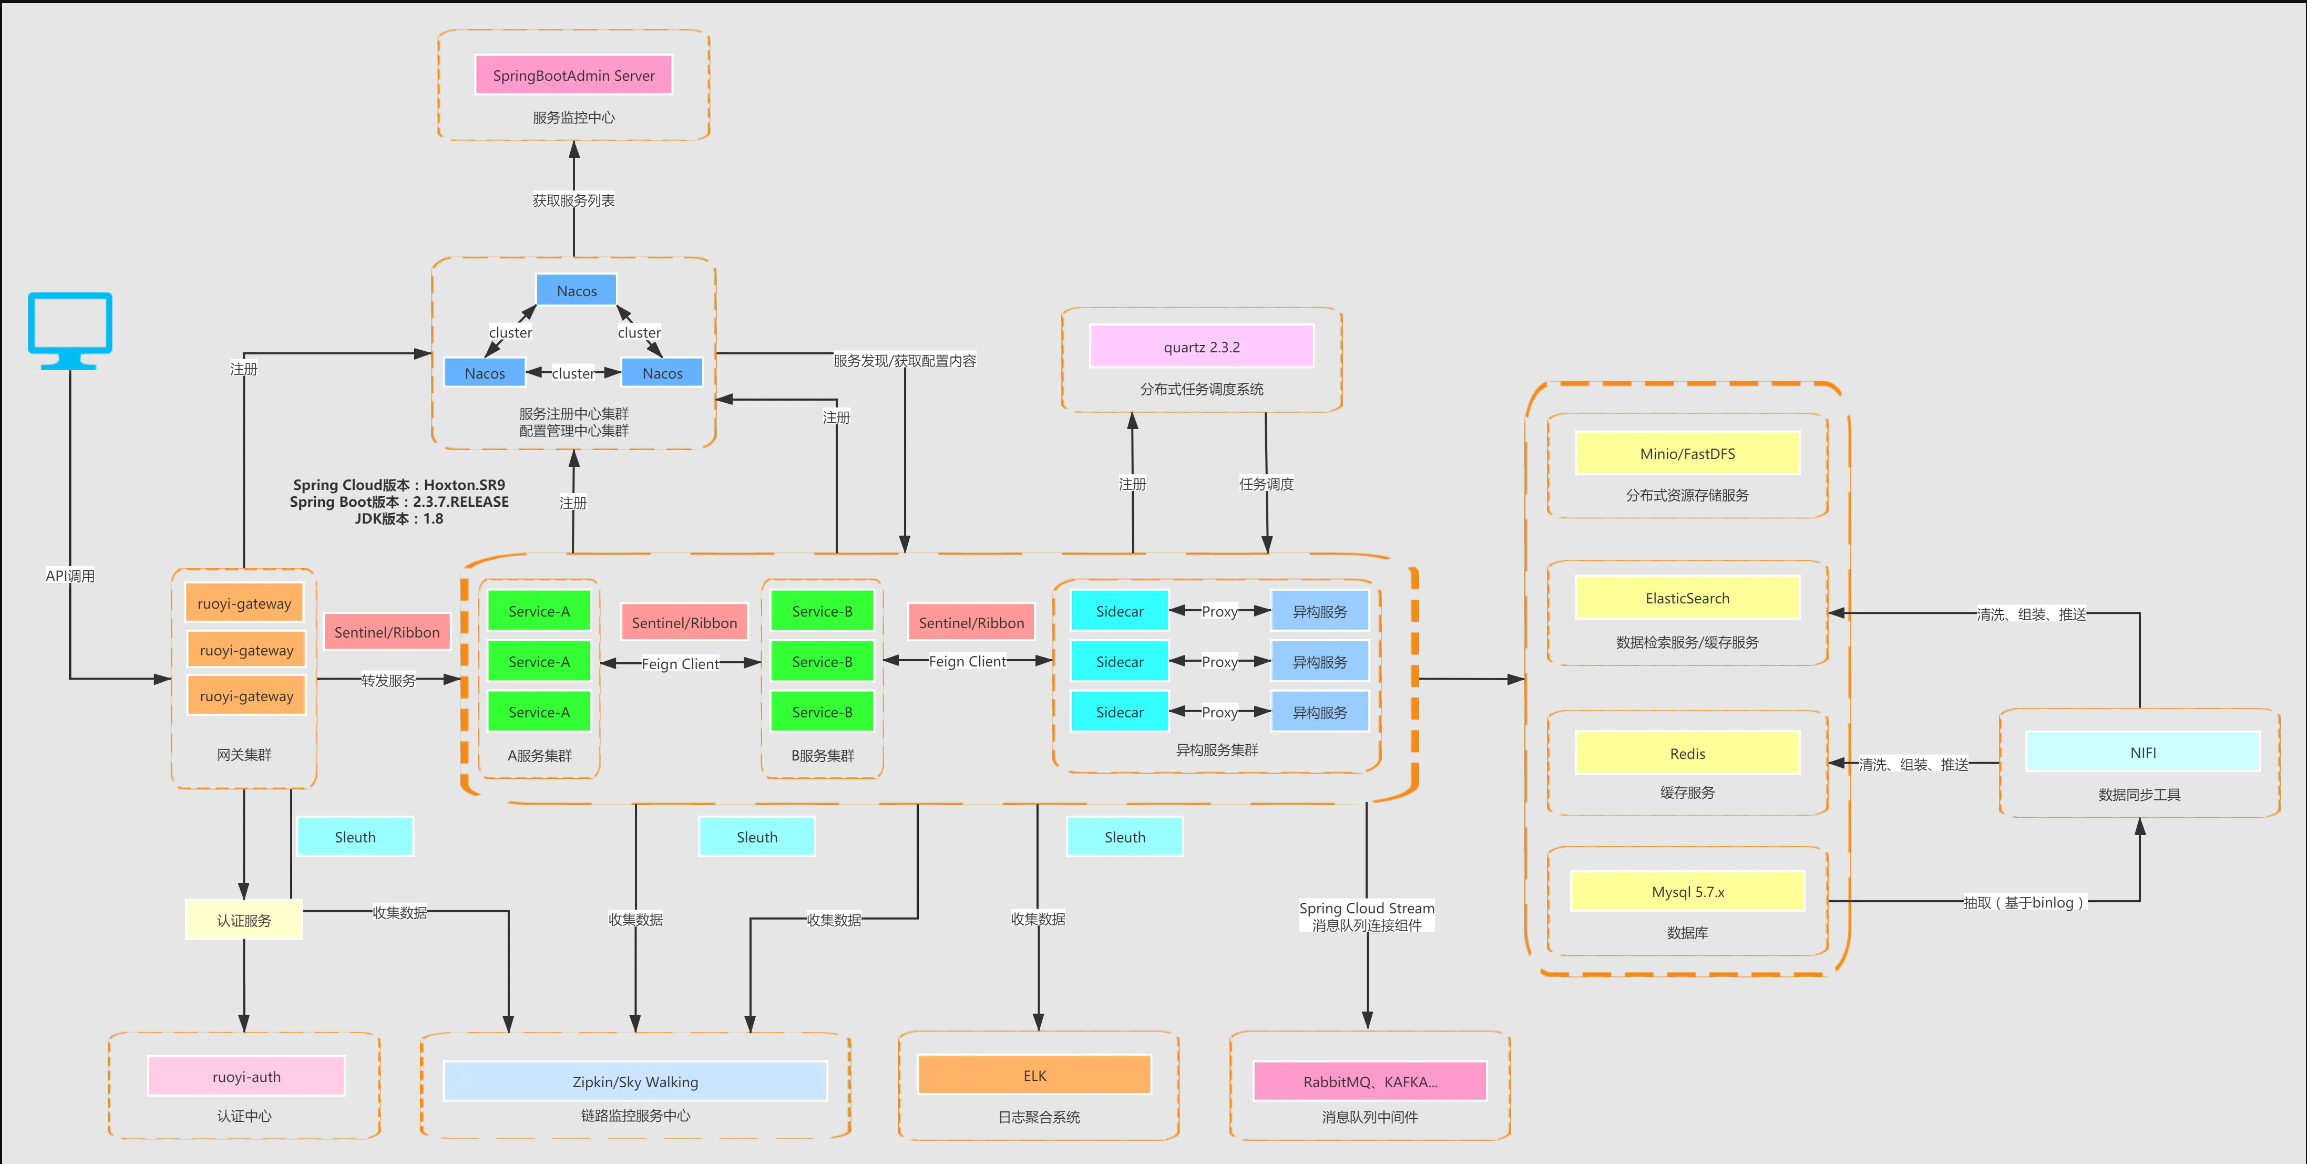 SpringBootAdmin Server
服务监控中心
获取服务列表
Nacos
cluster
cluster
Nacos
cluster
Nacos
服务注册中心集群
配置管理中心集群
注册
服务发现/获取配置内容
注册
quartz 2.3.2
分布式任务调度系统
注册
任务调度
Spring Cloud版本：Hoxton.SR9
Spring Boot版本：2.3.7.RELEASE
JDK版本：1.8
注册
API调用
ruoyi-gateway
ruoyi-gateway
ruoyi-gateway
网关集群
Sentinel/Ribbon
转发服务
Service-A
Service-A
Service-A
A服务集群
Sentinel/Ribbon
Feign Client
Service-B
Service-B
Service-B
B服务集群
Sentinel/Ribbon
Feign Client
Sidecar
Proxy
异构服务
Sidecar
Proxy
异构服务
Sidecar
Proxy
异构服务
异构服务集群
Minio/FastDFS
分布式资源存储服务
ElasticSearch
数据检索服务/缓存服务
Redis
缓存服务
Mysql 5.7.x
数据库
清洗、组装、推送
清洗、组装、推送
NIFI
数据同步工具
抽取（基于binlog）
Sleuth
Sleuth
Sleuth
认证服务
收集数据
收集数据
收集数据
收集数据
Spring Cloud Stream
消息队列连接组件
ruoyi-auth
认证中心
Zipkin/Sky Walking
链路监控服务中心
ELK
日志聚合系统
RabbitMQ、KAFKA...
消息队列中间件